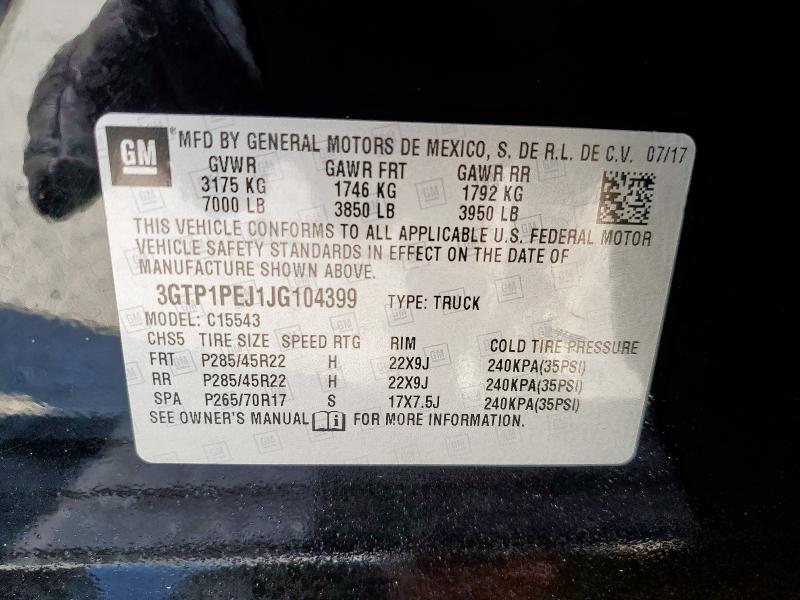 GM ® MFD BY GENERAL MOTORS DE MEXICO, S. DE R.L. DE C.V. 07/17
GVWR GAWR FRT GAWR RR
3175 KG 1746 KG 1792 KG
7000 LB 3850 LB 3950 LB
THIS VEHICLE CONFORMS TO ALL APPLICABLE U.S. FEDERAL MOTOR
VEHICLE SAFETY STANDARDS IN EFFECT ON THE DATE OF
MANUFACTURE SHOWN ABOVE.
3GTP1PEJ1JG104399 TYPE: TRUCK
MODEL: C15543
CHS5 TIRE SIZE SPEED RTG RIM COLD TIRE PRESSURE
FRT P285/45R22 H 22X9J 240KPA(35PSI)
RR P285/45R22 H 22X9J 240KPA(35PSI)
SPA P265/70R17 S 17X7.5J 240KPA(35PSI)
SEE OWNER'S MANUAL FOR MORE INFORMATION.